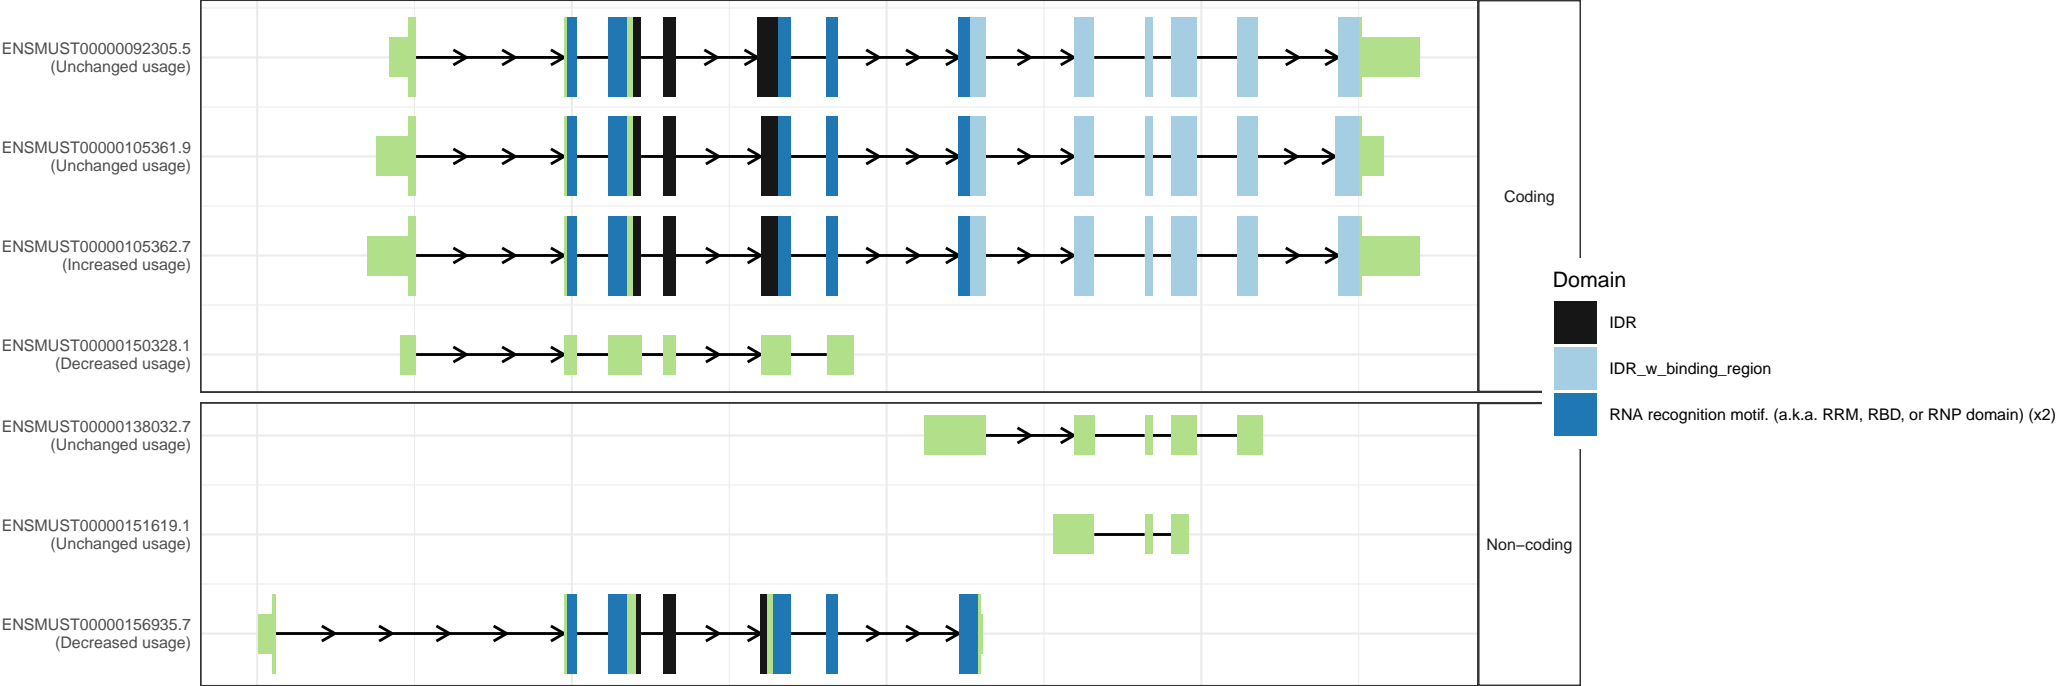 ENSMUST00000092305.5
(Unchanged usage)
ENSMUST00000105361.9
(Unchanged usage)
ENSMUST00000105362.7
(Increased usage)
ENSMUST00000150328.1
(Decreased usage)
Coding
ENSMUST00000138032.7
(Unchanged usage)
ENSMUST00000151619.1
(Unchanged usage)
ENSMUST00000156935.7
(Decreased usage)
Non−coding
Domain
IDR
IDR_w_binding_region
RNA recognition motif. (a.k.a. RRM, RBD, or RNP domain) (x2)